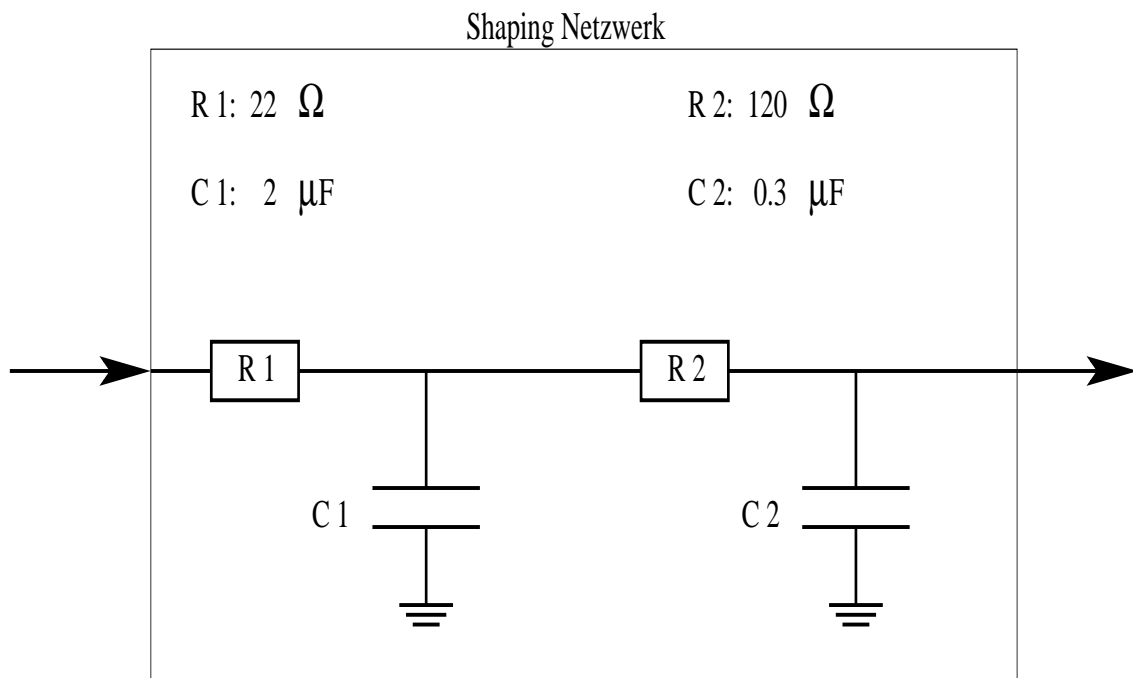 Shaping Netzwerk
R 1: 22 Ω
R 2: 120 Ω
C 1: 2 µF
C 2: 0.3 µF
R 1
R 2
C 1
C 2